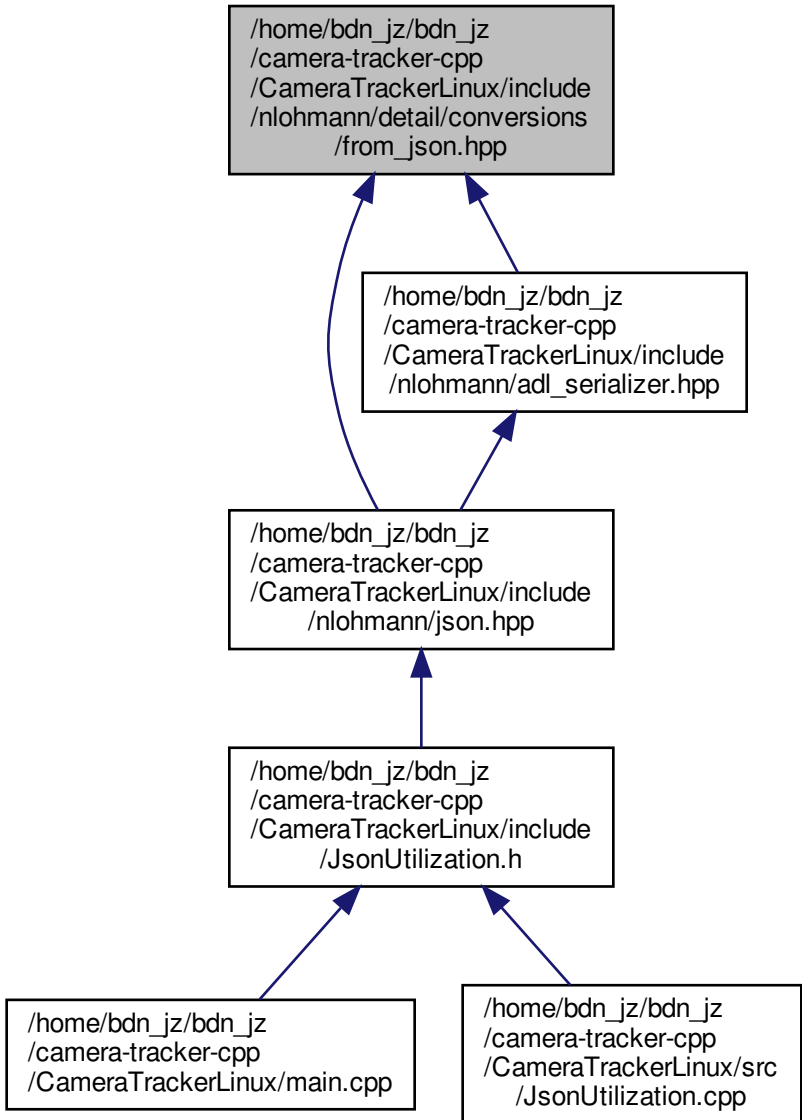 /home/bdn_jz/bdn_jz
/camera-tracker-cpp
/CameraTrackerLinux/include
/nlohmann/detail/conversions
/from_json.hpp
/home/bdn_jz/bdn_jz
/camera-tracker-cpp
/CameraTrackerLinux/include
/nlohmann/adl_serializer.hpp
/home/bdn_jz/bdn_jz
/camera-tracker-cpp
/CameraTrackerLinux/include
/nlohmann/json.hpp
/home/bdn_jz/bdn_jz
/camera-tracker-cpp
/CameraTrackerLinux/include
/JsonUtilization.h
/home/bdn_jz/bdn_jz
/camera-tracker-cpp
/CameraTrackerLinux/main.cpp
/home/bdn_jz/bdn_jz
/camera-tracker-cpp
/CameraTrackerLinux/src
/JsonUtilization.cpp